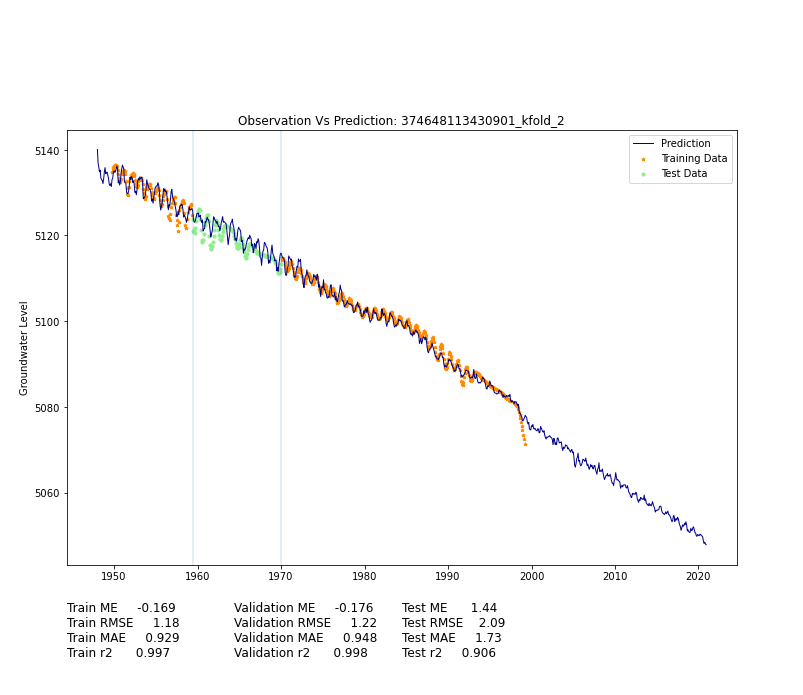 Observation Vs Prediction: 374648113430901_kfold_2
Prediction
Training Data
Test Data
Groundwater Level
5140
5120
5100
5080
5060
1950 1960 1970 1980 1990 2000 2010 2020
Train ME -0.169 Validation ME -0.176 Test ME 1.44
Train RMSE 1.18 Validation RMSE 1.22 Test RMSE 2.09
Train MAE 0.929 Validation MAE 0.948 Test MAE 1.73
Train r2 0.997 Validation r2 0.998 Test r2 0.906